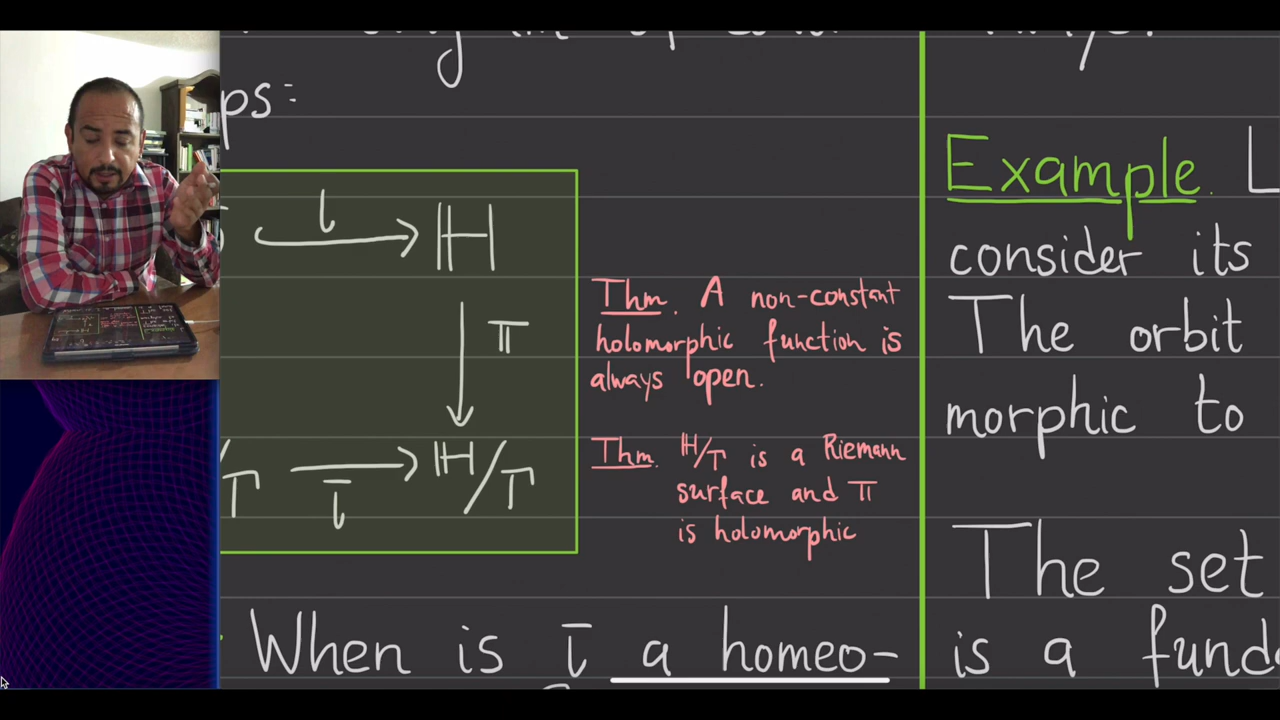 ps:
ι
ℍ
π
ℍ/Γ
Γ
ῑ
Thm. A non-constant
holomorphic function is
always open.
Thm. ℍ/Γ is a Riemann
surface and π
is holomorphic
When is ῑ a homeo-
Example. L
consider its
The orbit
morphic to
The set
is a funda